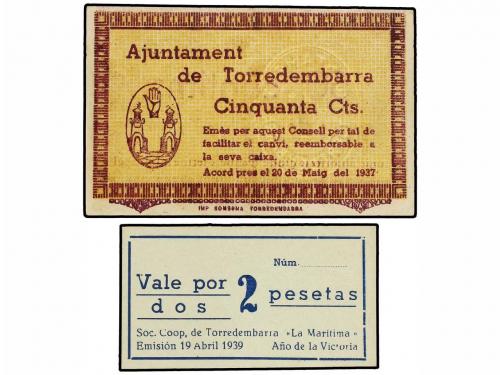 Ajuntament
de Torredembarra
Cinquanta Cts.
Emès per aquest Consell per tal de
facilitar el canvi, reemborsable a
la seva caixa.
Acord pres el 20 de Maig del 1937
IMP. SONSONA TORREDEMBARRA
Núm.
Vale por
dos 2 pesetas
Soc. Coop, de Torredembarra «La Marítima»
Emisión 19 Abril 1939 Año de la Victoria